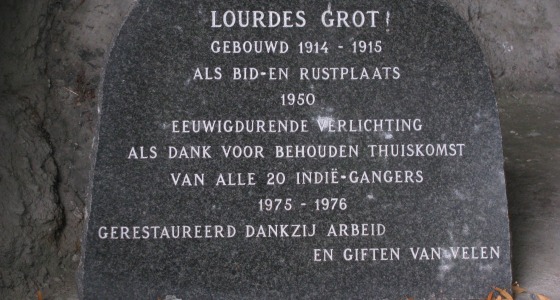 LOURDES GROT!
GEBOUWD 1914 - 1915
ALS BID-EN RUSTPLAATS
1950
EEUWIGDURENDE VERLICHTING
ALS DANK VOOR BEHOUDEN THUISKOMST
VAN ALLE 20 INDIË-GANGERS
1975 - 1976
GERESTAUREERD DANKZIJ ARBEID
EN GIFTEN VAN VELEN